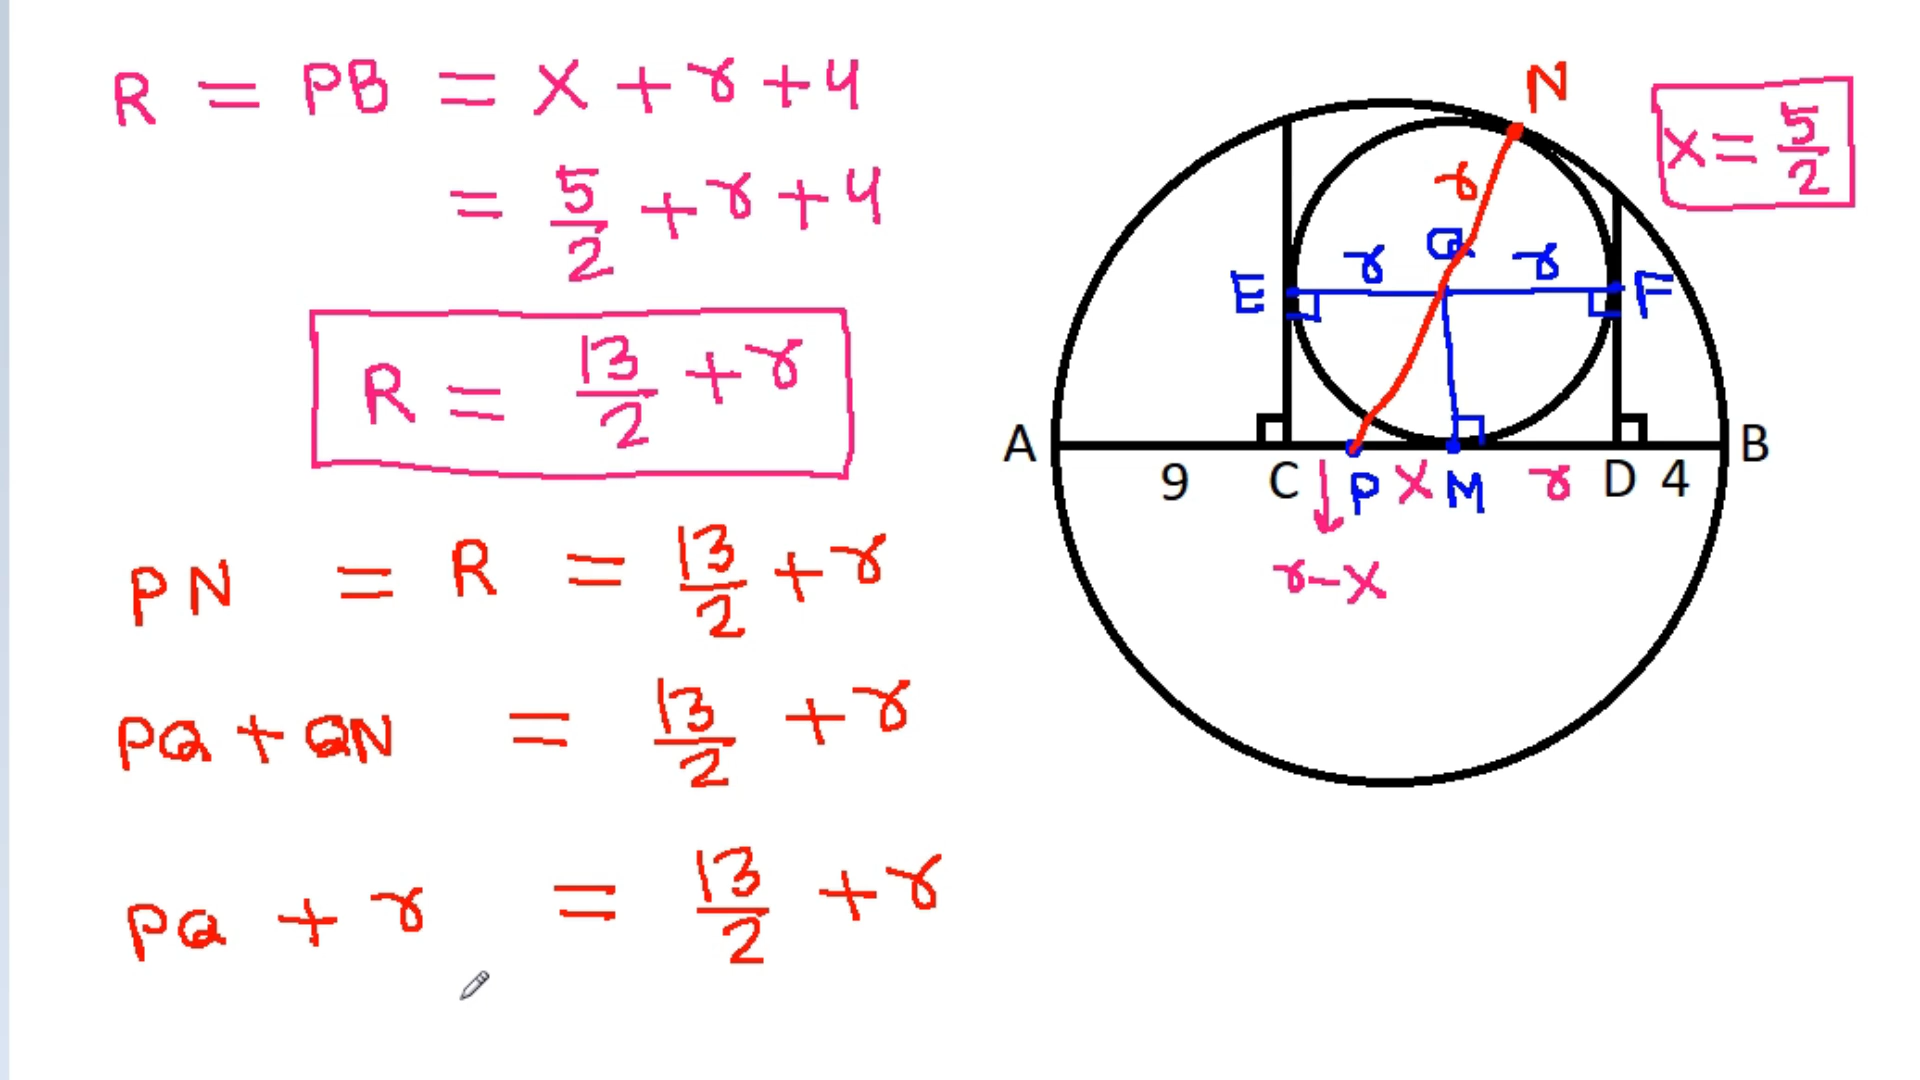 R = PB = x + r + 4
= 5/2 + r + 4
R = 13/2 + r
PN = R = 13/2 + r
PQ + QN = 13/2 + r
PQ + r = 13/2 + r
N
x = 5/2
r
Q
r r
E F
A B
9 C P x M r D 4
r - x